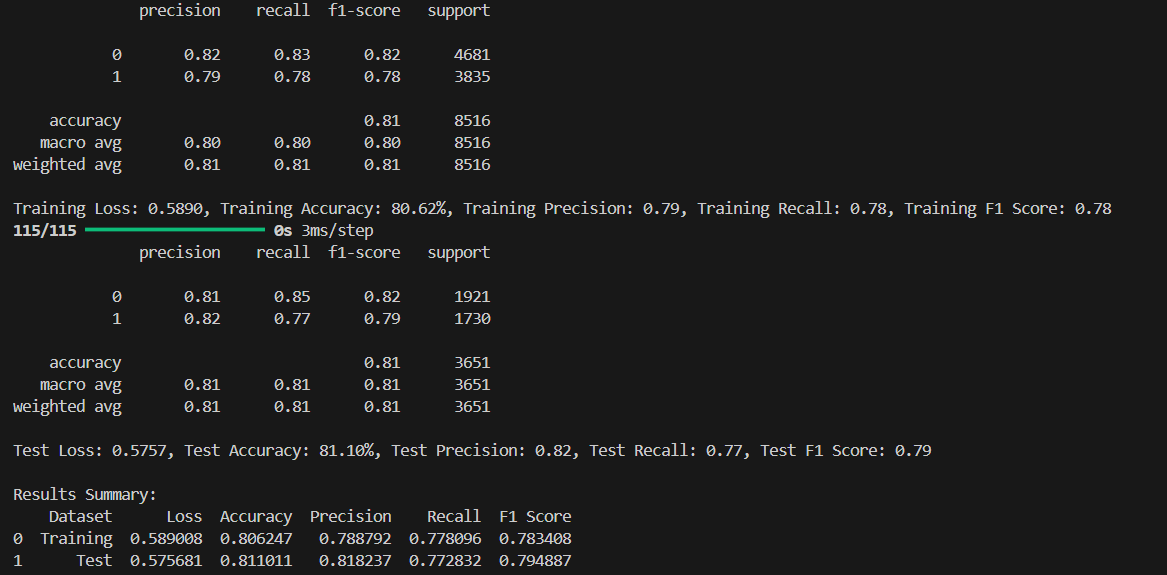 precision    recall  f1-score   support

           0       0.82      0.83      0.82      4681
           1       0.79      0.78      0.78      3835

    accuracy                           0.81      8516
   macro avg       0.80      0.80      0.80      8516
weighted avg       0.81      0.81      0.81      8516

Training Loss: 0.5890, Training Accuracy: 80.62%, Training Precision: 0.79, Training Recall: 0.78, Training F1 Score: 0.78
115/115 ━━━━━━━━━━━━━━━━━━━━ 0s 3ms/step
              precision    recall  f1-score   support

           0       0.81      0.85      0.82      1921
           1       0.82      0.77      0.79      1730

    accuracy                           0.81      3651
   macro avg       0.81      0.81      0.81      3651
weighted avg       0.81      0.81      0.81      3651

Test Loss: 0.5757, Test Accuracy: 81.10%, Test Precision: 0.82, Test Recall: 0.77, Test F1 Score: 0.79

Results Summary:
    Dataset      Loss  Accuracy  Precision    Recall  F1 Score
0  Training  0.589008  0.806247   0.788792  0.778096  0.783408
1      Test  0.575681  0.811011   0.818237  0.772832  0.794887